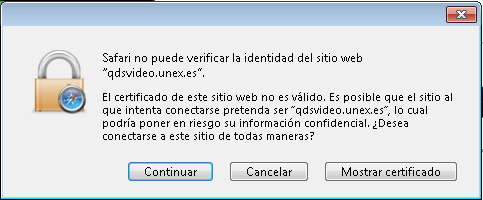 Safari no puede verificar la identidad del sitio web
"qdsvideo.unex.es".
El certificado de este sitio web no es válido. Es posible que el sitio al
que intenta conectarse pretenda ser "qdsvideo.unex.es", lo cual
podría poner en riesgo su información confidencial. ¿Desea
conectarse a este sitio de todas maneras?
Continuar
Cancelar
Mostrar certificado